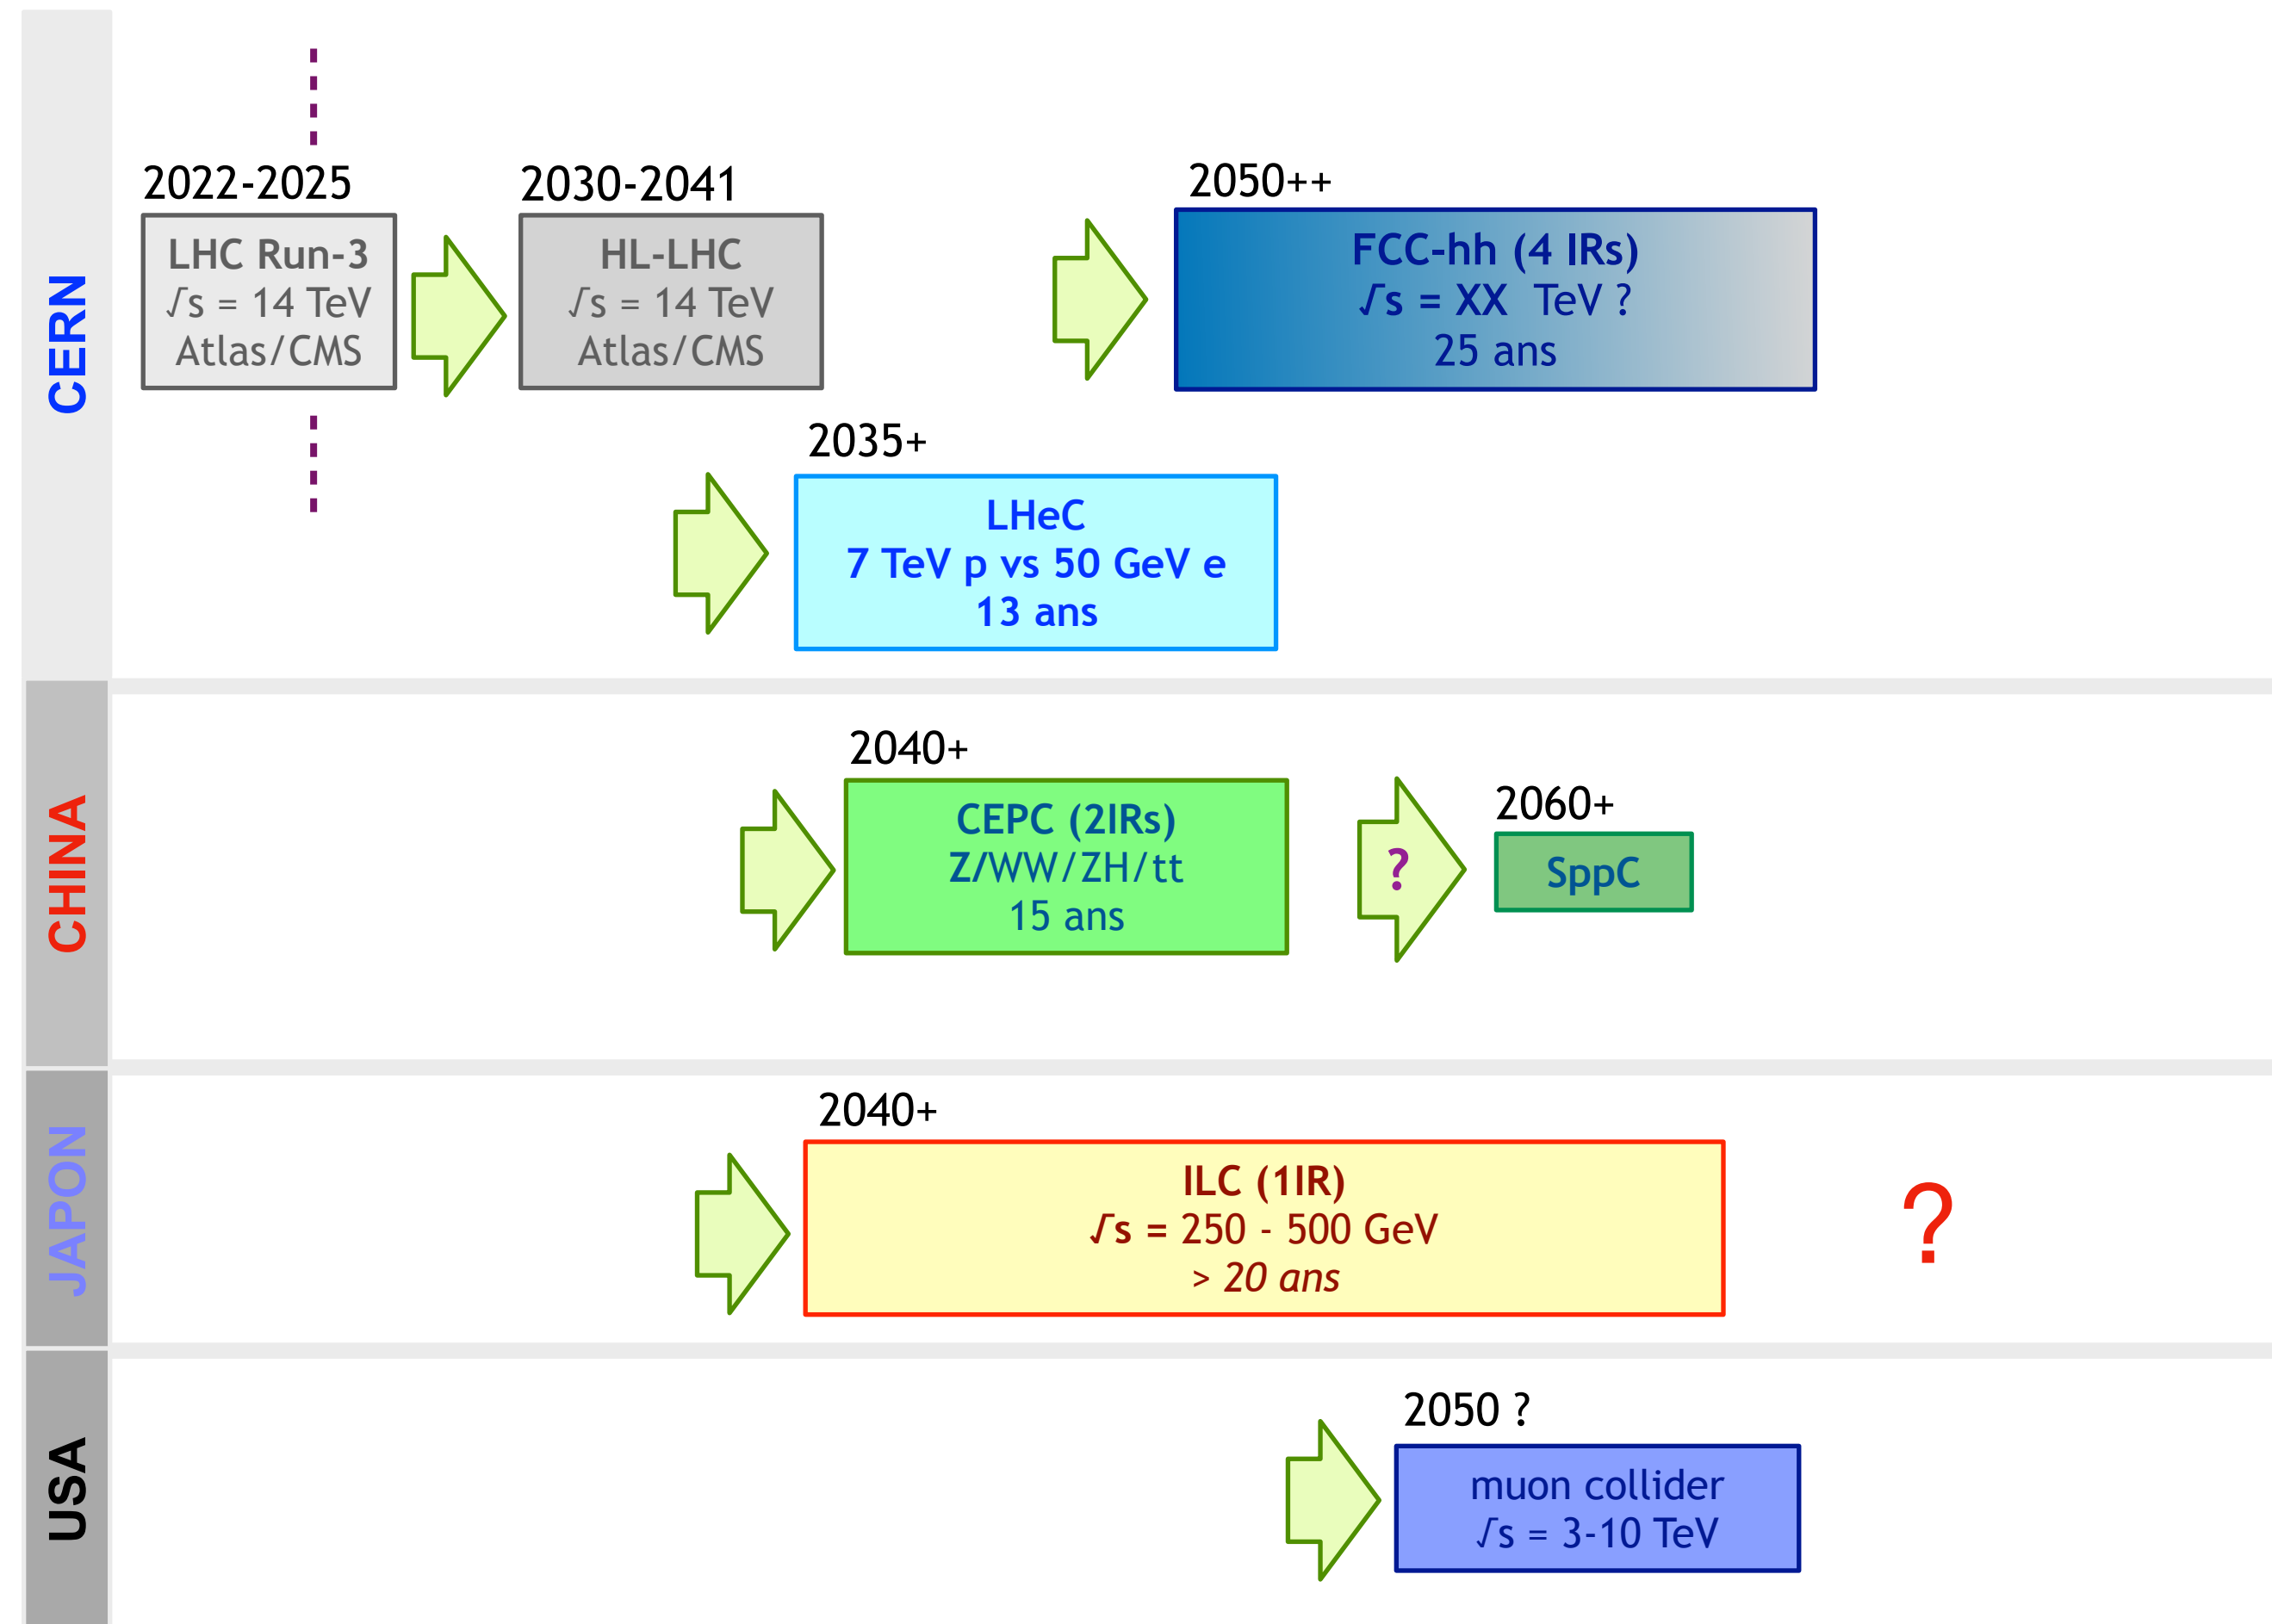 CERN
2022-2025
LHC Run-3
√s = 14 TeV
Atlas/CMS
2030-2041
HL-LHC
√s = 14 TeV
Atlas/CMS
2050++
FCC-hh (4 IRs)
√s = XX TeV ?
25 ans
2035+
LHeC
7 TeV p vs 50 GeV e
13 ans
CHINA
2040+
CEPC (2IRs)
Z/WW/ZH/tt
15 ans
?
2060+
SppC
JAPON
2040+
ILC (1IR)
√s = 250 - 500 GeV
> 20 ans
?
USA
2050 ?
muon collider
√s = 3-10 TeV